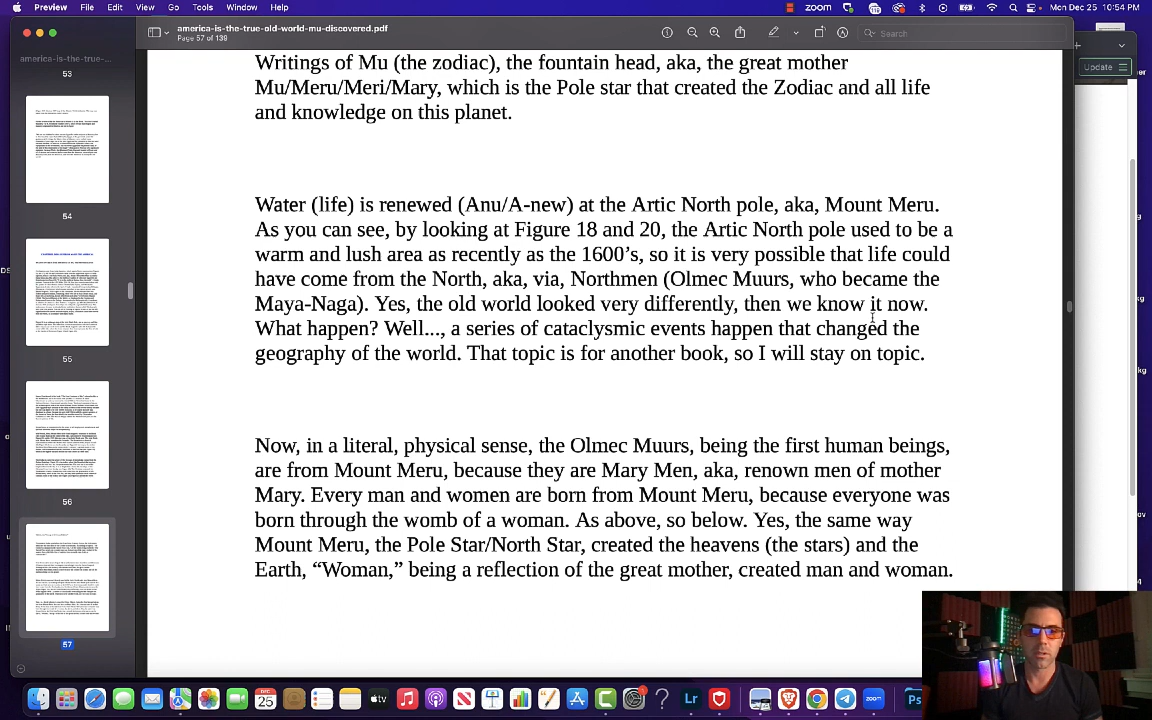 Preview File Edit View Go Tools Window Help
zoom Mon Dec 25 10:54 PM
america-is-the-true-old-world-mu-discovered.pdf
Page 57 of 139
Search
Update
america-is-the-true-...
53
54
55
56
57
Writings of Mu (the zodiac), the fountain head, aka, the great mother
Mu/Meru/Meri/Mary, which is the Pole star that created the Zodiac and all life
and knowledge on this planet.
Water (life) is renewed (Anu/A-new) at the Artic North pole, aka, Mount Meru.
As you can see, by looking at Figure 18 and 20, the Artic North pole used to be a
warm and lush area as recently as the 1600’s, so it is very possible that life could
have come from the North, aka, via, Northmen (Olmec Muurs, who became the
Maya-Naga). Yes, the old world looked very differently, then we know it now.
What happen? Well..., a series of cataclysmic events happen that changed the
geography of the world. That topic is for another book, so I will stay on topic.
Now, in a literal, physical sense, the Olmec Muurs, being the first human beings,
are from Mount Meru, because they are Mary Men, aka, renown men of mother
Mary. Every man and women are born from Mount Meru, because everyone was
born through the womb of a woman. As above, so below. Yes, the same way
Mount Meru, the Pole Star/North Star, created the heavens (the stars) and the
Earth, “Woman,” being a reflection of the great mother, created man and woman.
DEC
25
tv
Lr
zoom
Ps